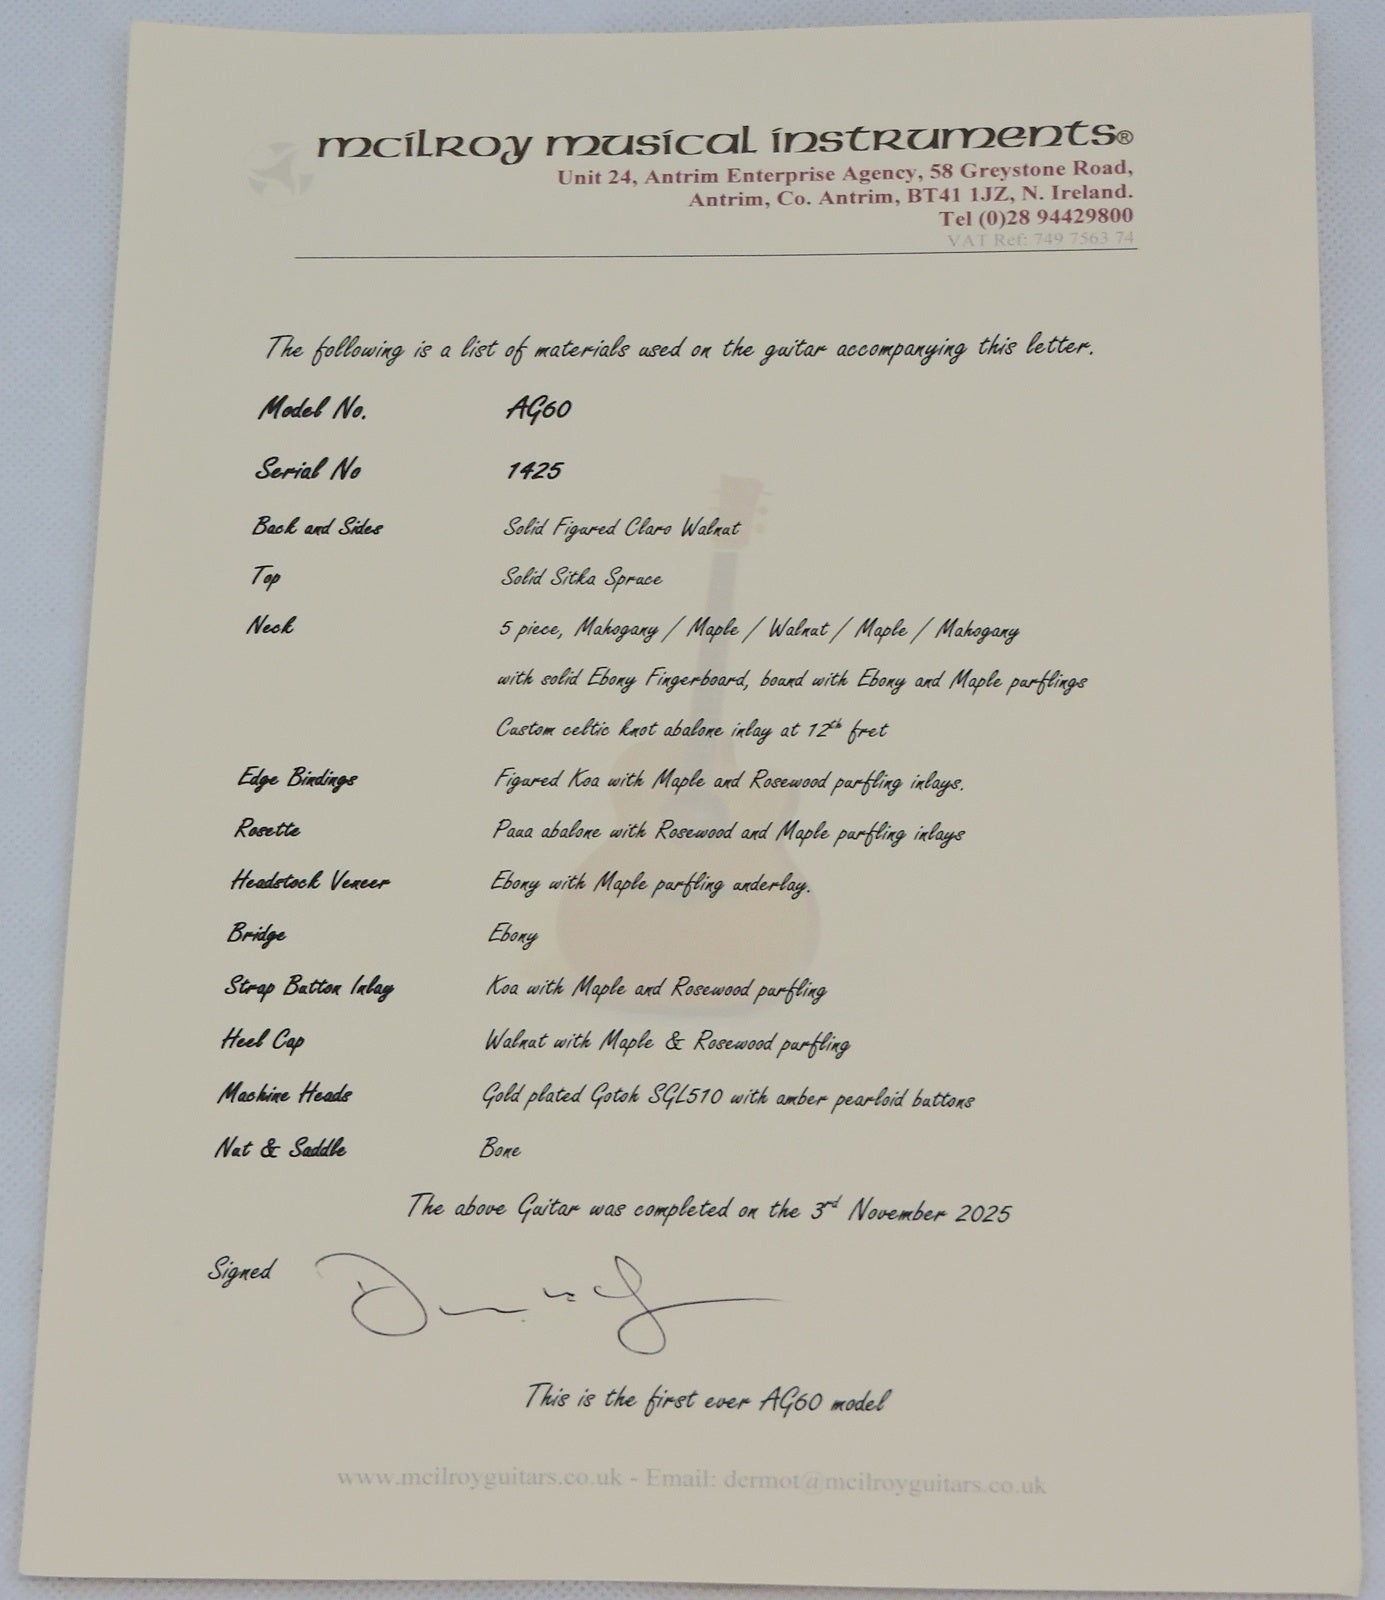 mcilroy musical instruments®
Unit 24, Antrim Enterprise Agency, 58 Greystone Road,
Antrim, Co. Antrim, BT41 1JZ, N. Ireland.
Tel (0)28 94429800
VAT Ref: 749 7563 74
The following is a list of materials used on the guitar accompanying this letter.
Model No. AG60
Serial No 1425
Back and Sides Solid Figured Claro Walnut
Top Solid Sitka Spruce
Neck 5 piece, Mahogany / Maple / Walnut / Maple / Mahogany
with solid Ebony Fingerboard, bound with Ebony and Maple purflings
Custom celtic knot abalone inlay at 12th fret
Edge Bindings Figured Koa with Maple and Rosewood purfling inlays.
Rosette Paua abalone with Rosewood and Maple purfling inlays
Headstock Veneer Ebony with Maple purfling underlay.
Bridge Ebony
Strap Button Inlay Koa with Maple and Rosewood purfling
Heel Cap Walnut with Maple & Rosewood purfling
Machine Heads Gold plated Gotoh SGL510 with amber pearloid buttons
Nut & Saddle Bone
The above Guitar was completed on the 3rd November 2025
Signed
This is the first ever AG60 model
www.mcilroyguitars.co.uk - Email: dermot@mcilroyguitars.co.uk